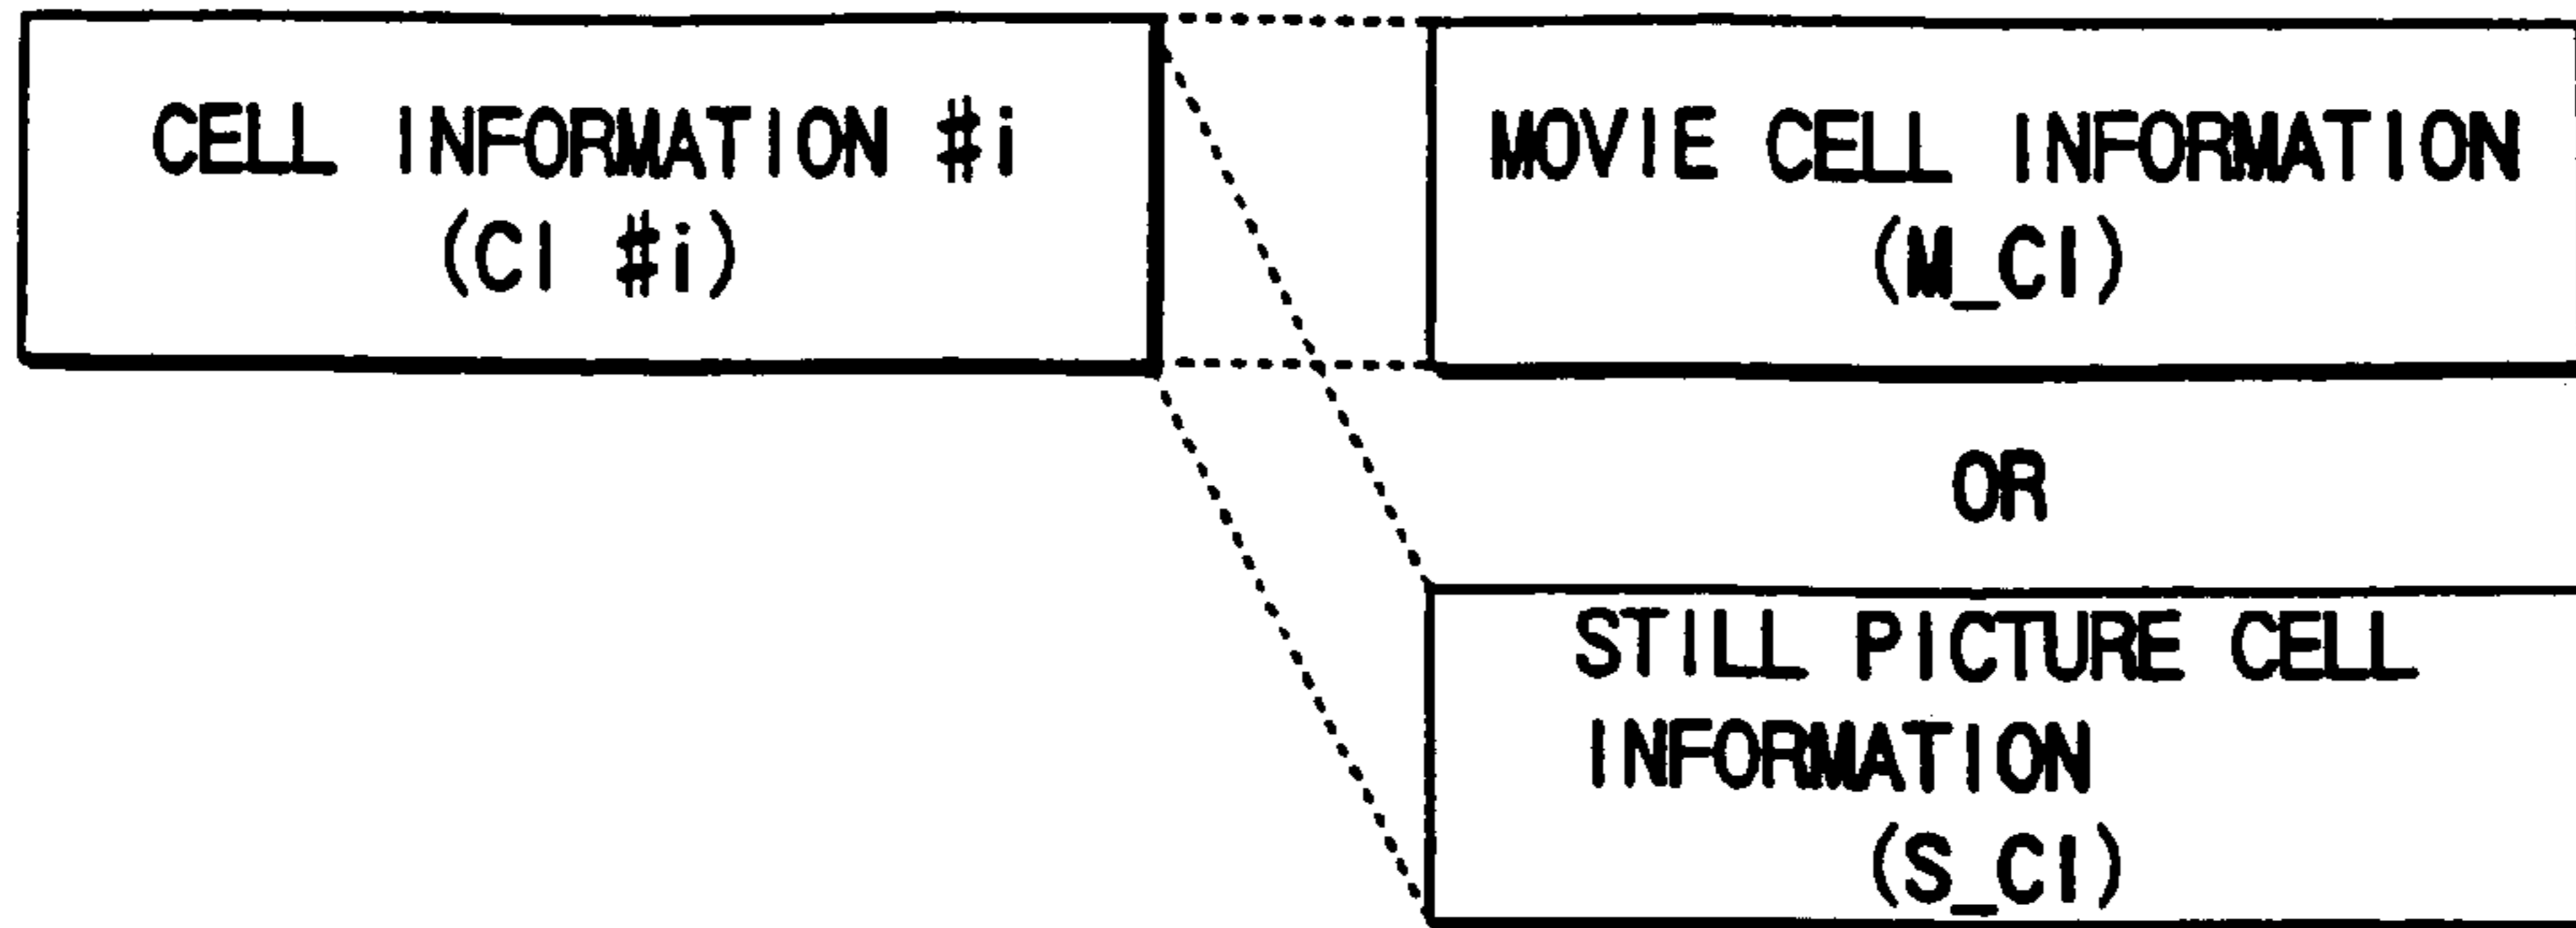 CELL INFORMATION #i
(CI #i)
MOVIE CELL INFORMATION
(M_CI)
OR
STILL PICTURE CELL
INFORMATION
(S_CI)